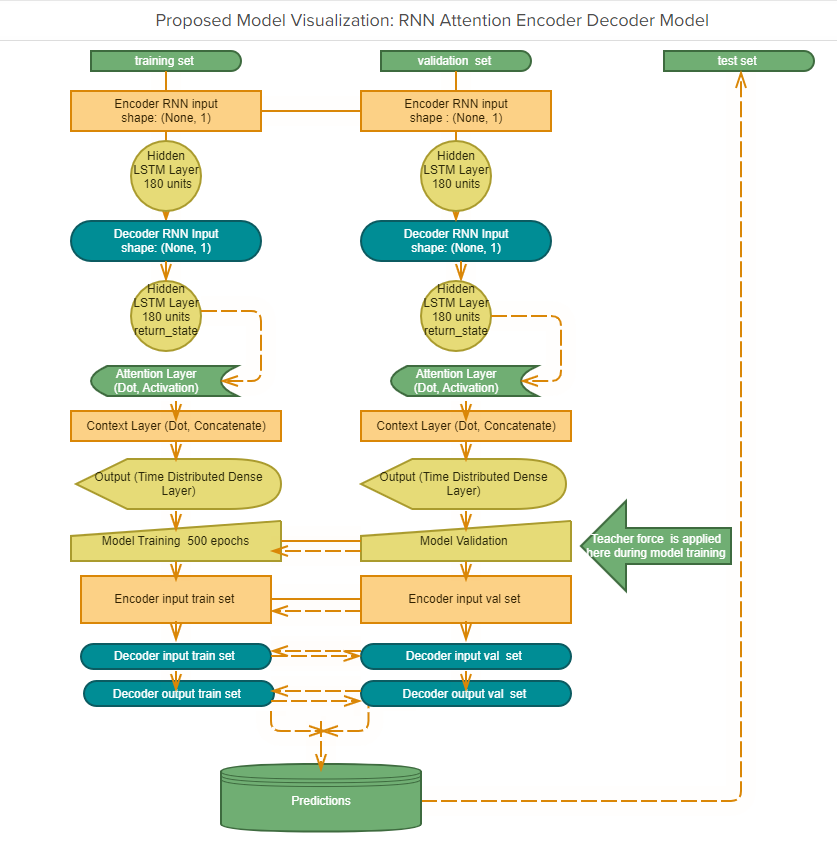 Proposed Model Visualization: RNN Attention Encoder Decoder Model
training set
validation set
test set
Encoder RNN input
shape: (None, 1)
Encoder RNN input
shape : (None, 1)
Hidden
LSTM Layer
180 units
Hidden
LSTM Layer
180 units
Decoder RNN Input
shape: (None, 1)
Decoder RNN Input
shape: (None, 1)
Hidden
LSTM Layer
180 units
return_state
Hidden
LSTM Layer
180 units
return_state
Attention Layer
(Dot, Activation)
Attention Layer
(Dot, Activation)
Context Layer (Dot, Concatenate)
Context Layer (Dot, Concatenate)
Output (Time Distributed Dense
Layer)
Output (Time Distributed Dense
Layer)
Model Training 500 epochs
Model Validation
Teacher force is applied
here during model training
Encoder input train set
Encoder input val set
Decoder input train set
Decoder input val set
Decoder output train set
Decoder output val set
Predictions